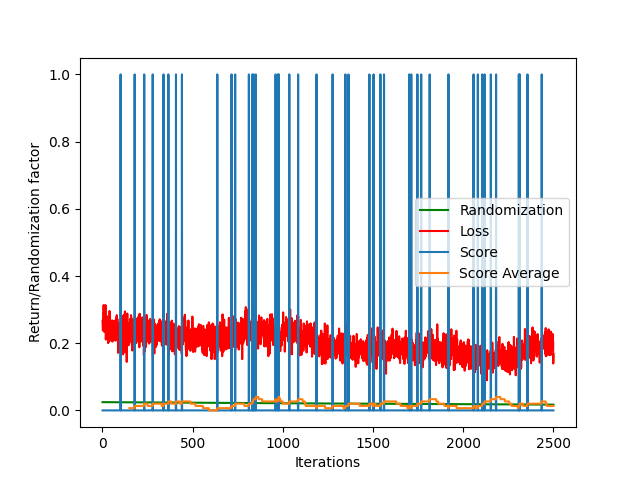 Return/Randomization factor
1.0
0.8
0.6
0.4
0.2
0.0
Randomization
Loss
Score
Score Average
0
500
1000
1500
2000
2500
Iterations